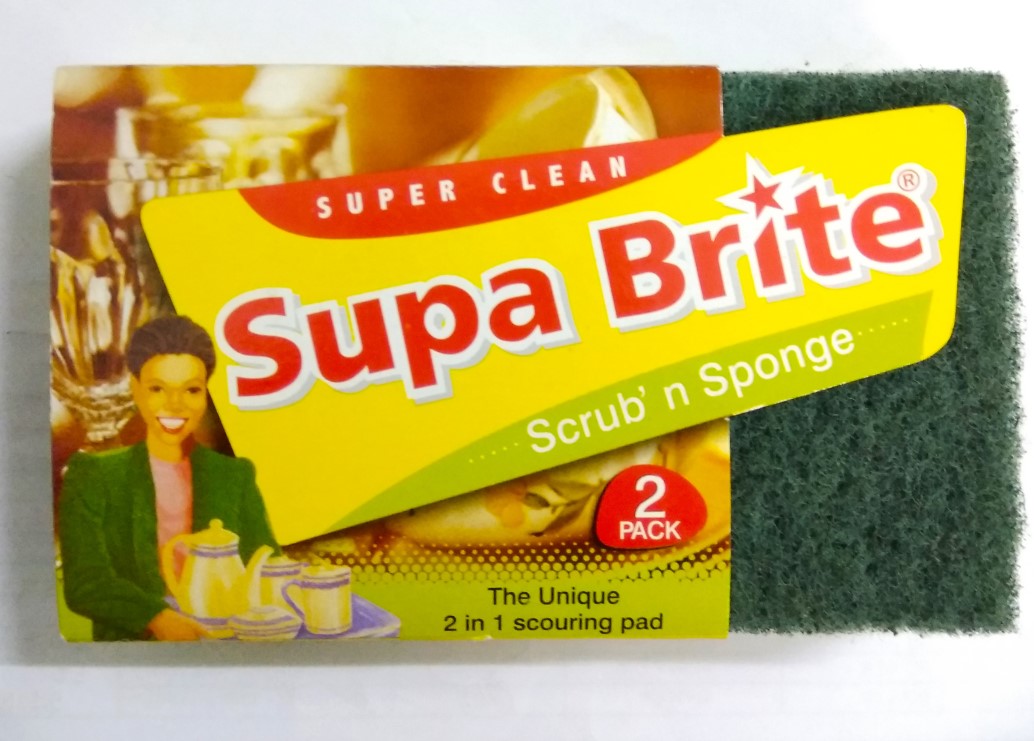 SUPER CLEAN
Supa Brite®
Scrub' n Sponge
2
PACK
The Unique
2 in 1 scouring pad